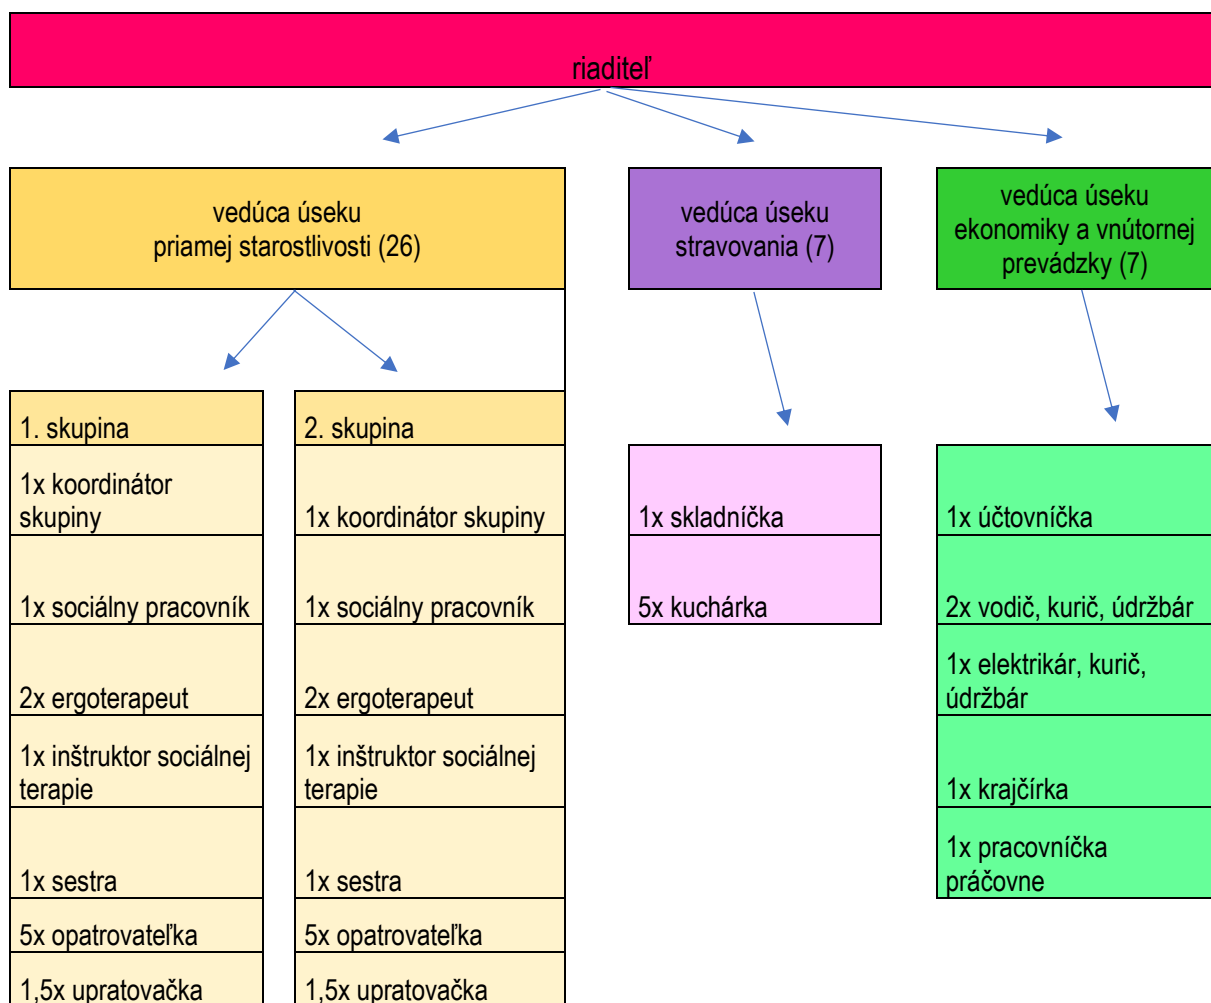 riaditeľ
vedúca úseku
priamej starostlivosti (26)
vedúca úseku
stravovania (7)
vedúca úseku
ekonomiky a vnútornej
prevádzky (7)
1. skupina
1x koordinátor
skupiny
1x sociálny pracovník
2x ergoterapeut
1x inštruktor sociálnej
terapie
1x sestra
5x opatrovateľka
1,5x upratovačka
2. skupina
1x koordinátor skupiny
1x sociálny pracovník
2x ergoterapeut
1x inštruktor sociálnej
terapie
1x sestra
5x opatrovateľka
1,5x upratovačka
1x skladníčka
5x kuchárka
1x účtovníčka
2x vodič, kurič, údržbár
1x elektrikár, kurič,
údržbár
1x krajčírka
1x pracovníčka
práčovne